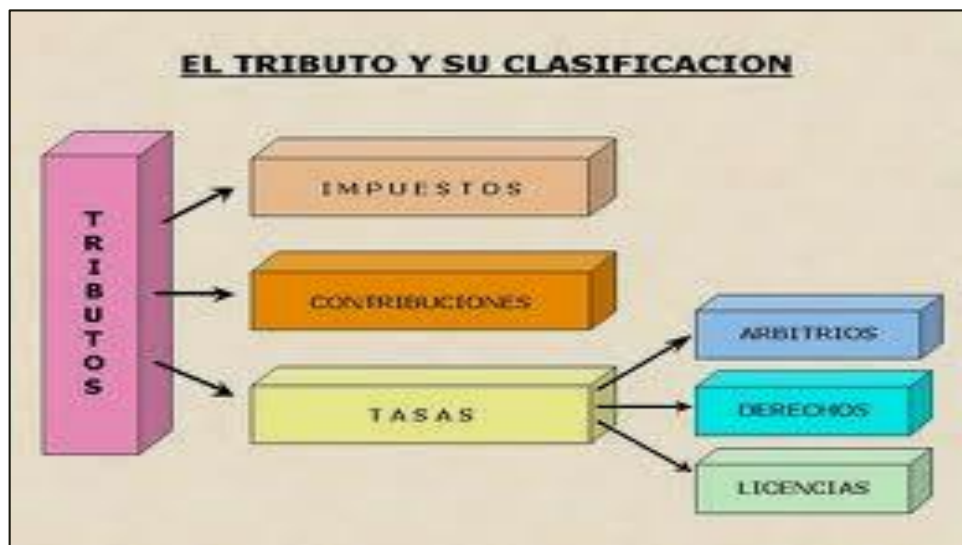 EL TRIBUTO Y SU CLASIFICACION
TRIBUTOS
IMPUESTOS
CONTRIBUCIONES
TASAS
ARBITRIOS
DERECHOS
LICENCIAS